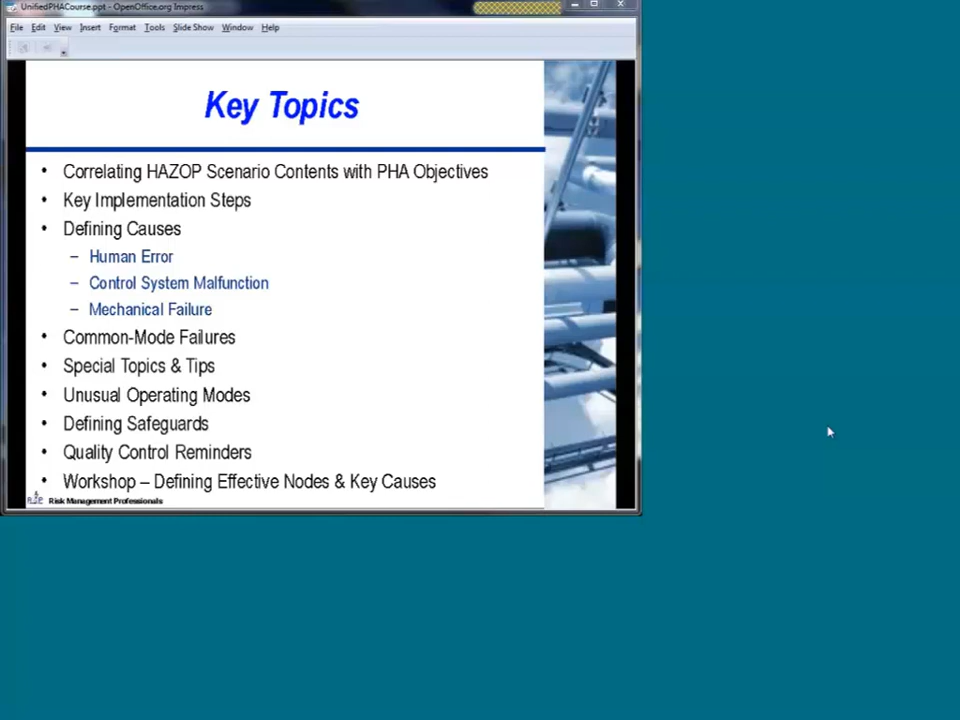 UnifiedPHACourse.ppt - OpenOffice.org Impress
File Edit View Insert Format Tools Slide Show Window Help
Key Topics
• Correlating HAZOP Scenario Contents with PHA Objectives
• Key Implementation Steps
• Defining Causes
– Human Error
– Control System Malfunction
– Mechanical Failure
• Common-Mode Failures
• Special Topics & Tips
• Unusual Operating Modes
• Defining Safeguards
• Quality Control Reminders
• Workshop – Defining Effective Nodes & Key Causes
Risk Management Professionals